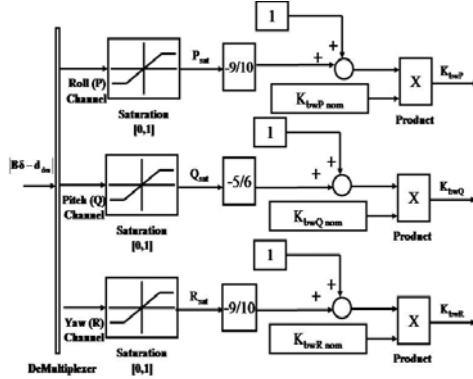 1
P_sat
-9/10
+
+
K_bwP
X
Roll (P)
Channel
K_bwP nom
Saturation
[0,1]
Product
1
|Bδ – d_des|
Q_sat
-5/6
+
+
K_bwQ
X
Pitch (Q)
Channel
K_bwQ nom
Saturation
[0,1]
Product
1
R_sat
-9/10
+
+
K_bwR
X
Yaw (R)
Channel
K_bwR nom
Saturation
[0,1]
Product
DeMultiplexer